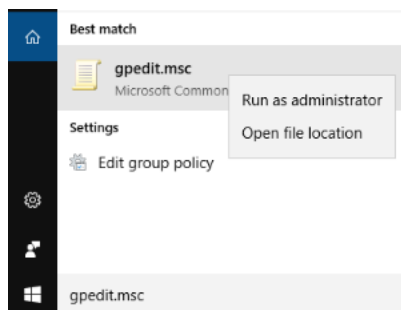 Best match
gpedit.msc
Microsoft Common
Run as administrator
Open file location
Settings
Edit group policy
gpedit.msc